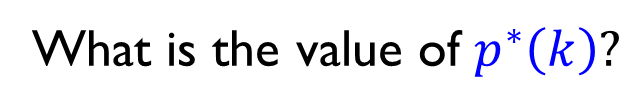 What is the value of p*(k)?